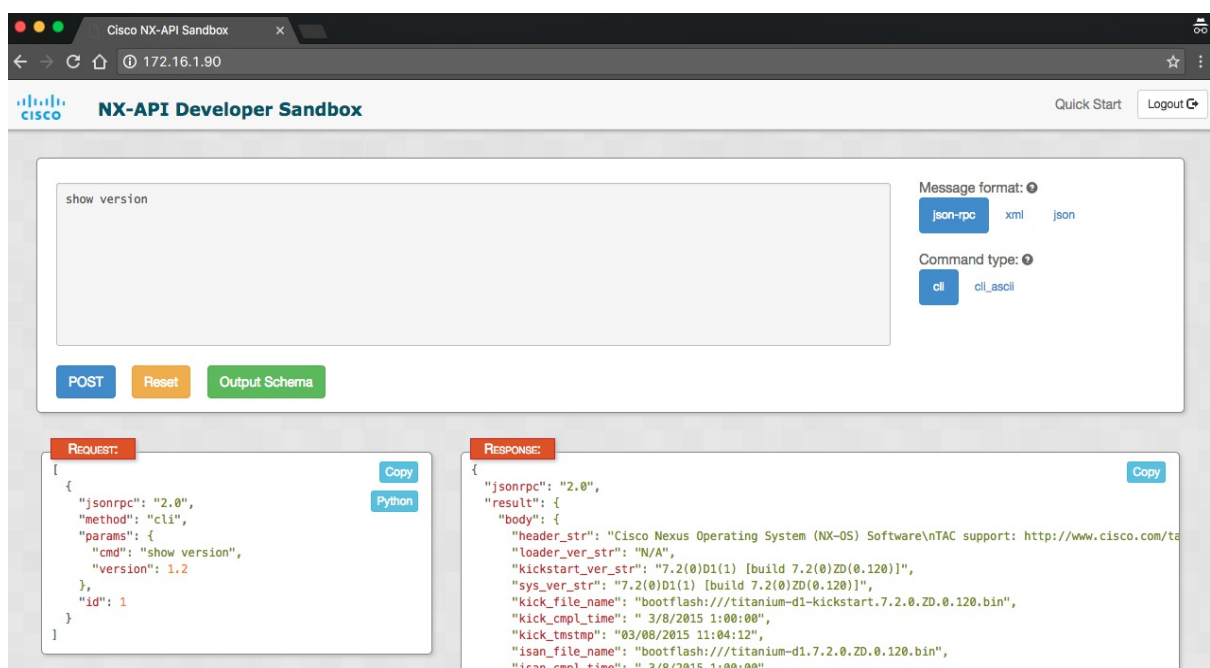 Cisco NX-API Sandbox
172.16.1.90
CISCO
NX-API Developer Sandbox
Quick Start
Logout
show version
Message format:
json-rpc xml json
Command type:
cli cli_ascii
POST Reset Output Schema
REQUEST:
Copy
Python
[
{
"jsonrpc": "2.0",
"method": "cli",
"params": {
"cmd": "show version",
"version": 1.2
},
"id": 1
}
]
RESPONSE:
Copy
{
"jsonrpc": "2.0",
"result": {
"body": {
"header_str": "Cisco Nexus Operating System (NX-OS) Software\nTAC support: http://www.cisco.com/ta
"loader_ver_str": "N/A",
"kickstart_ver_str": "7.2(0)D1(1) [build 7.2(0)ZD(0.120)]",
"sys_ver_str": "7.2(0)D1(1) [build 7.2(0)ZD(0.120)]",
"kick_file_name": "bootflash:///titanium-d1-kickstart.7.2.0.ZD.0.120.bin",
"kick_cmpl_time": " 3/8/2015 1:00:00",
"kick_tmstmp": "03/08/2015 11:04:12",
"isan_file_name": "bootflash:///titanium-d1.7.2.0.ZD.0.120.bin",
"isan_cmpl_time": " 3/8/2015 1:00:00"